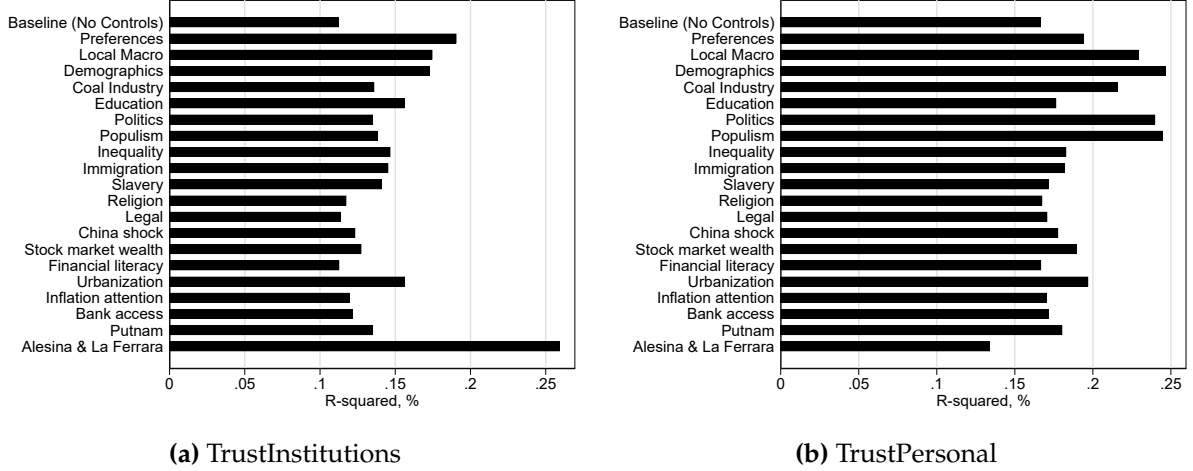 Baseline (No Controls)
Preferences
Local Macro
Demographics
Coal Industry
Education
Politics
Populism
Inequality
Immigration
Slavery
Religion
Legal
China shock
Stock market wealth
Financial literacy
Urbanization
Inflation attention
Bank access
Putnam
Alesina & La Ferrara
0 .05 .1 .15 .2 .25
R-squared, %
(a) TrustInstitutions
Baseline (No Controls)
Preferences
Local Macro
Demographics
Coal Industry
Education
Politics
Populism
Inequality
Immigration
Slavery
Religion
Legal
China shock
Stock market wealth
Financial literacy
Urbanization
Inflation attention
Bank access
Putnam
Alesina & La Ferrara
0 .05 .1 .15 .2 .25
R-squared, %
(b) TrustPersonal